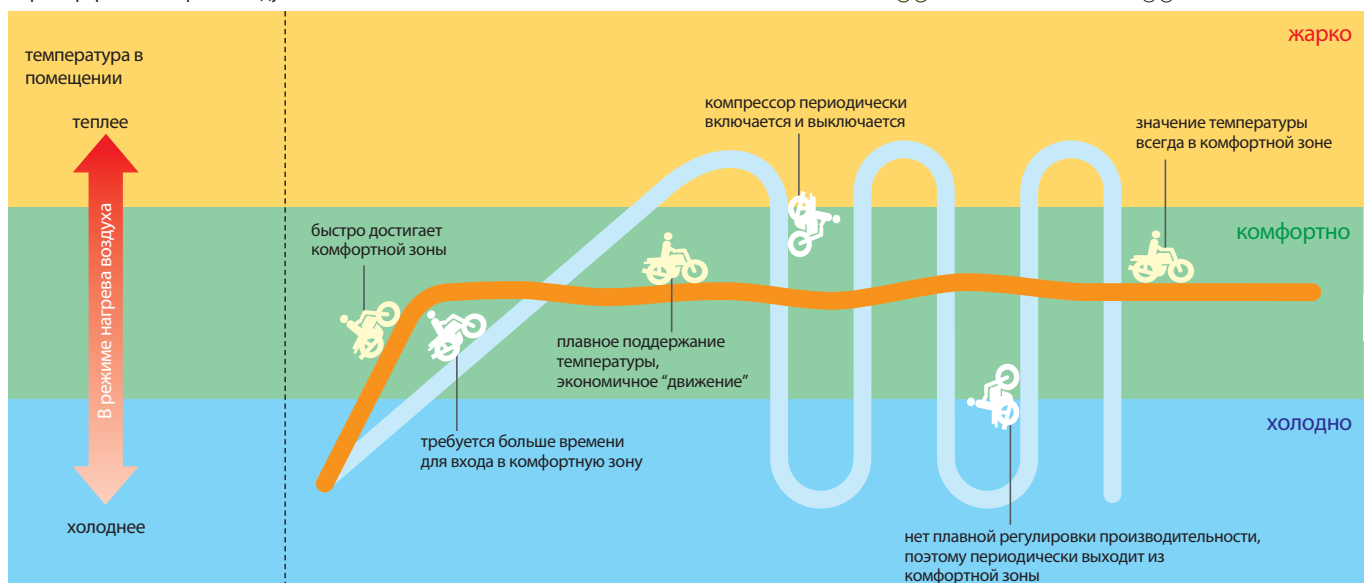 температура в
помещении
теплее
В режиме нагрева воздуха
холоднее
жарко
компрессор периодически
включается и выключается
значение температуры
всегда в комфортной зоне
быстро достигает
комфортной зоны
комфортно
плавное поддержание
температуры,
экономичное “движение”
требуется больше времени
для входа в комфортную зону
холодно
нет плавной регулировки производительности,
поэтому периодически выходит из
комфортной зоны